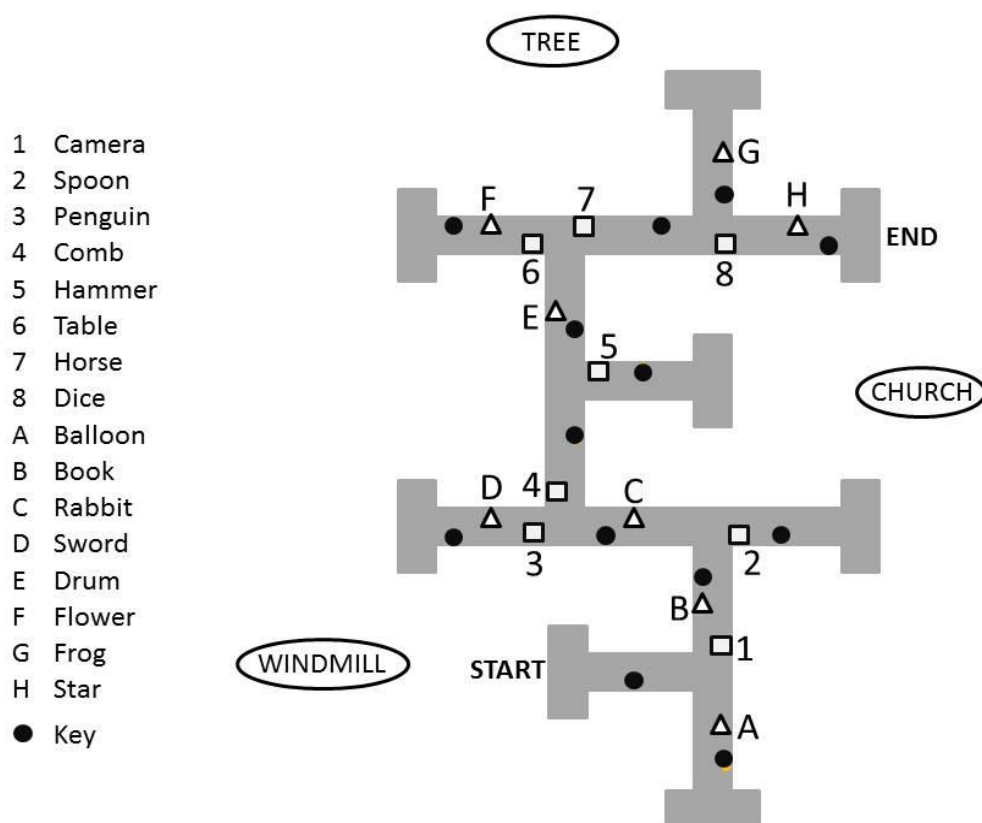 1 Camera
2 Spoon
3 Penguin
4 Comb
5 Hammer
6 Table
7 Horse
8 Dice
A Balloon
B Book
C Rabbit
D Sword
E Drum
F Flower
G Frog
H Star
Key
TREE
G
F 7 H
END
6 8
E
5
CHURCH
D 4 C
3 2
B
1
WINDMILL START
A